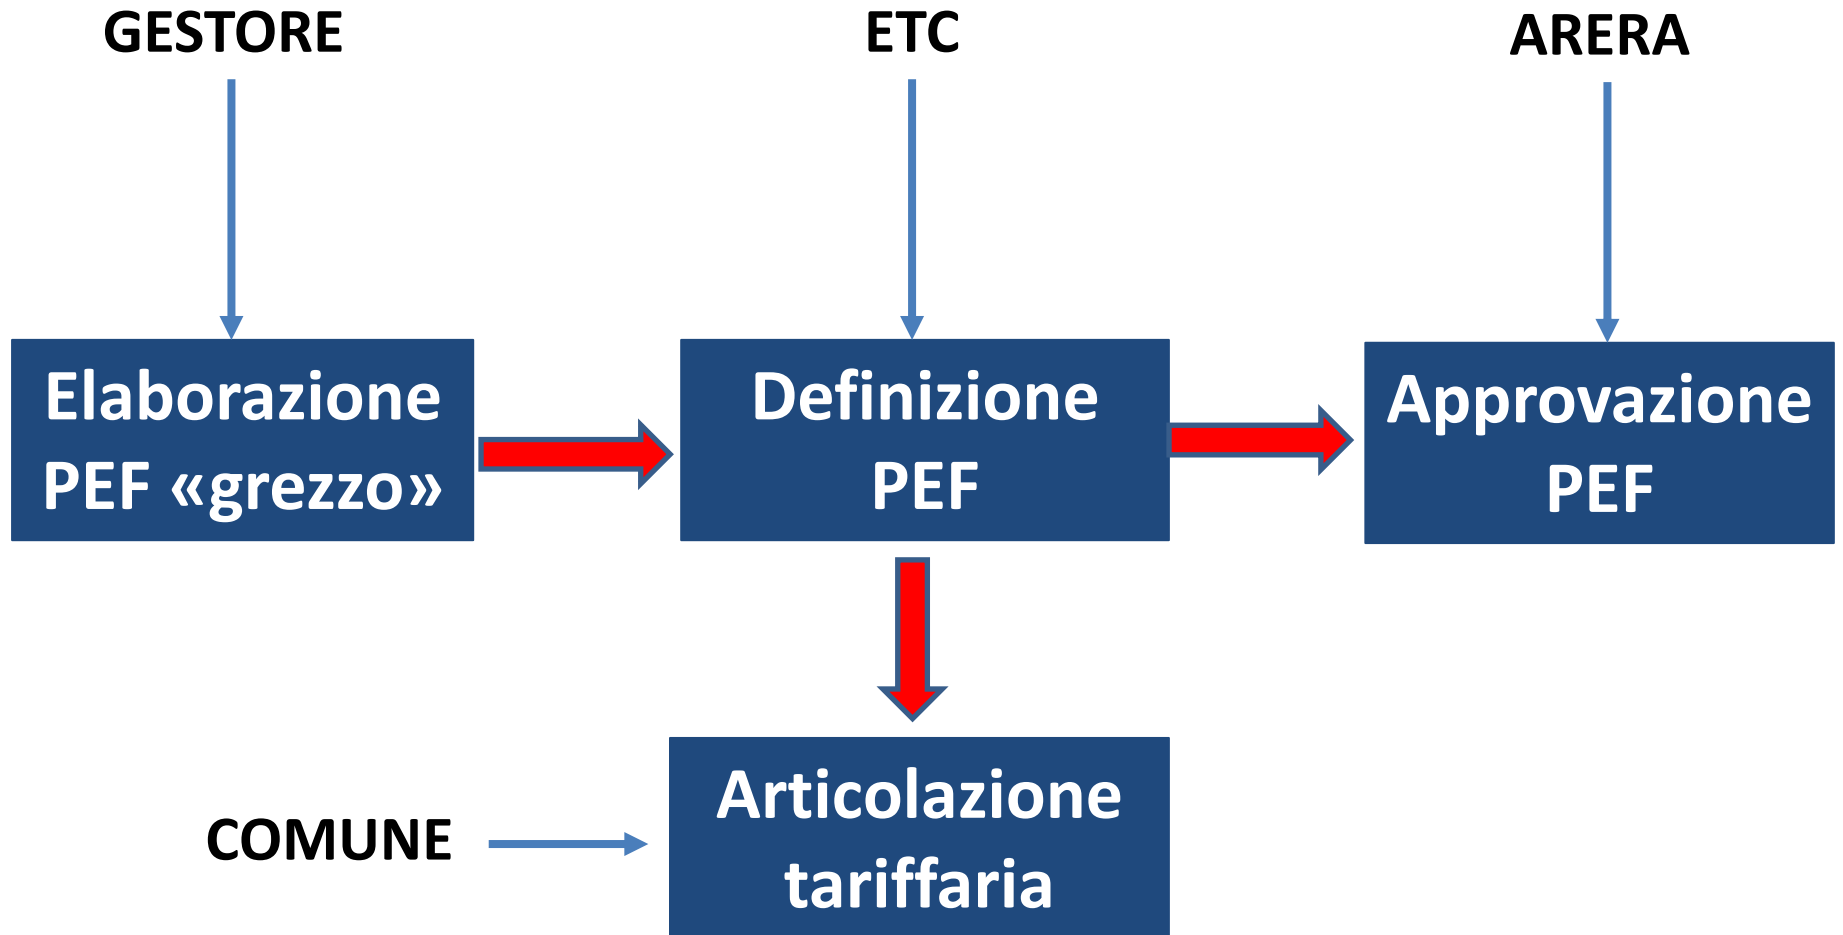 GESTORE
ETC
ARERA
Elaborazione
PEF «grezzo»
Definizione
PEF
Approvazione
PEF
COMUNE
Articolazione
tariffaria